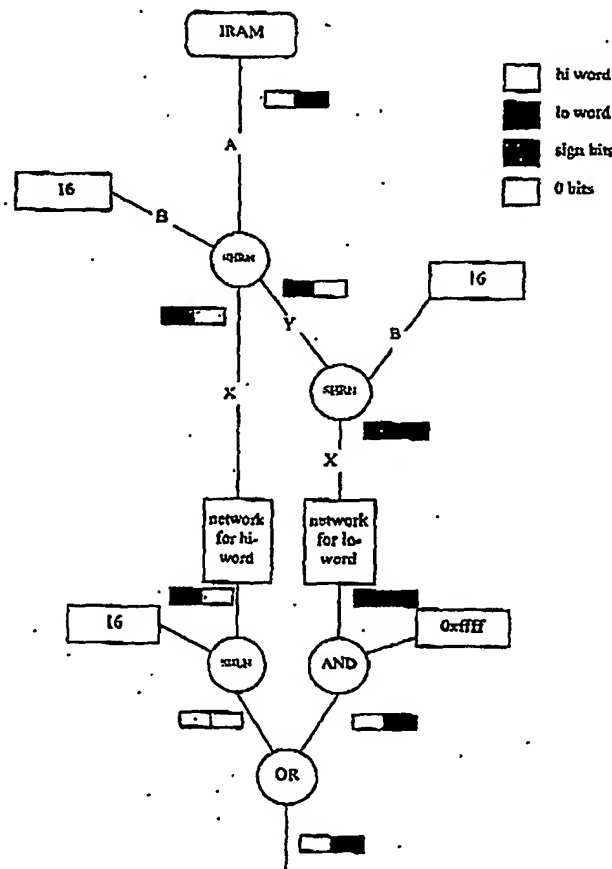 IRAM
hi word
lo word
sign bits
0 bits
A
16
B
SHRN
16
Y
B
SHRN
X
X
network
for hi-
word
network
for lo-
word
16
0xffff
AND
OR